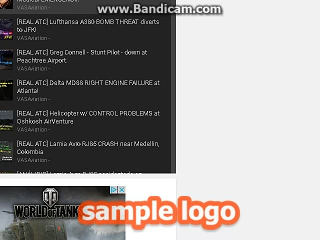 www.Bandicam.com
[REAL ATC] Lufthansa A380 BOMB THREAT diverts
to JFK!
VASAviation -
[REAL ATC] Greg Connell - Stunt Pilot - down at
Peachtree Airport
VASAviation -
[REAL ATC] Delta MD88 RIGHT ENGINE FAILURE at
Atlanta!
VASAviation -
[REAL ATC] Helicopter w/ CONTROL PROBLEMS at
Oshkosh AirVenture
VASAviation -
[REAL ATC] Lamia Avro RJ85 CRASH near Medellin,
Colombia
VASAviation -
WORLD OF TANK
sample logo